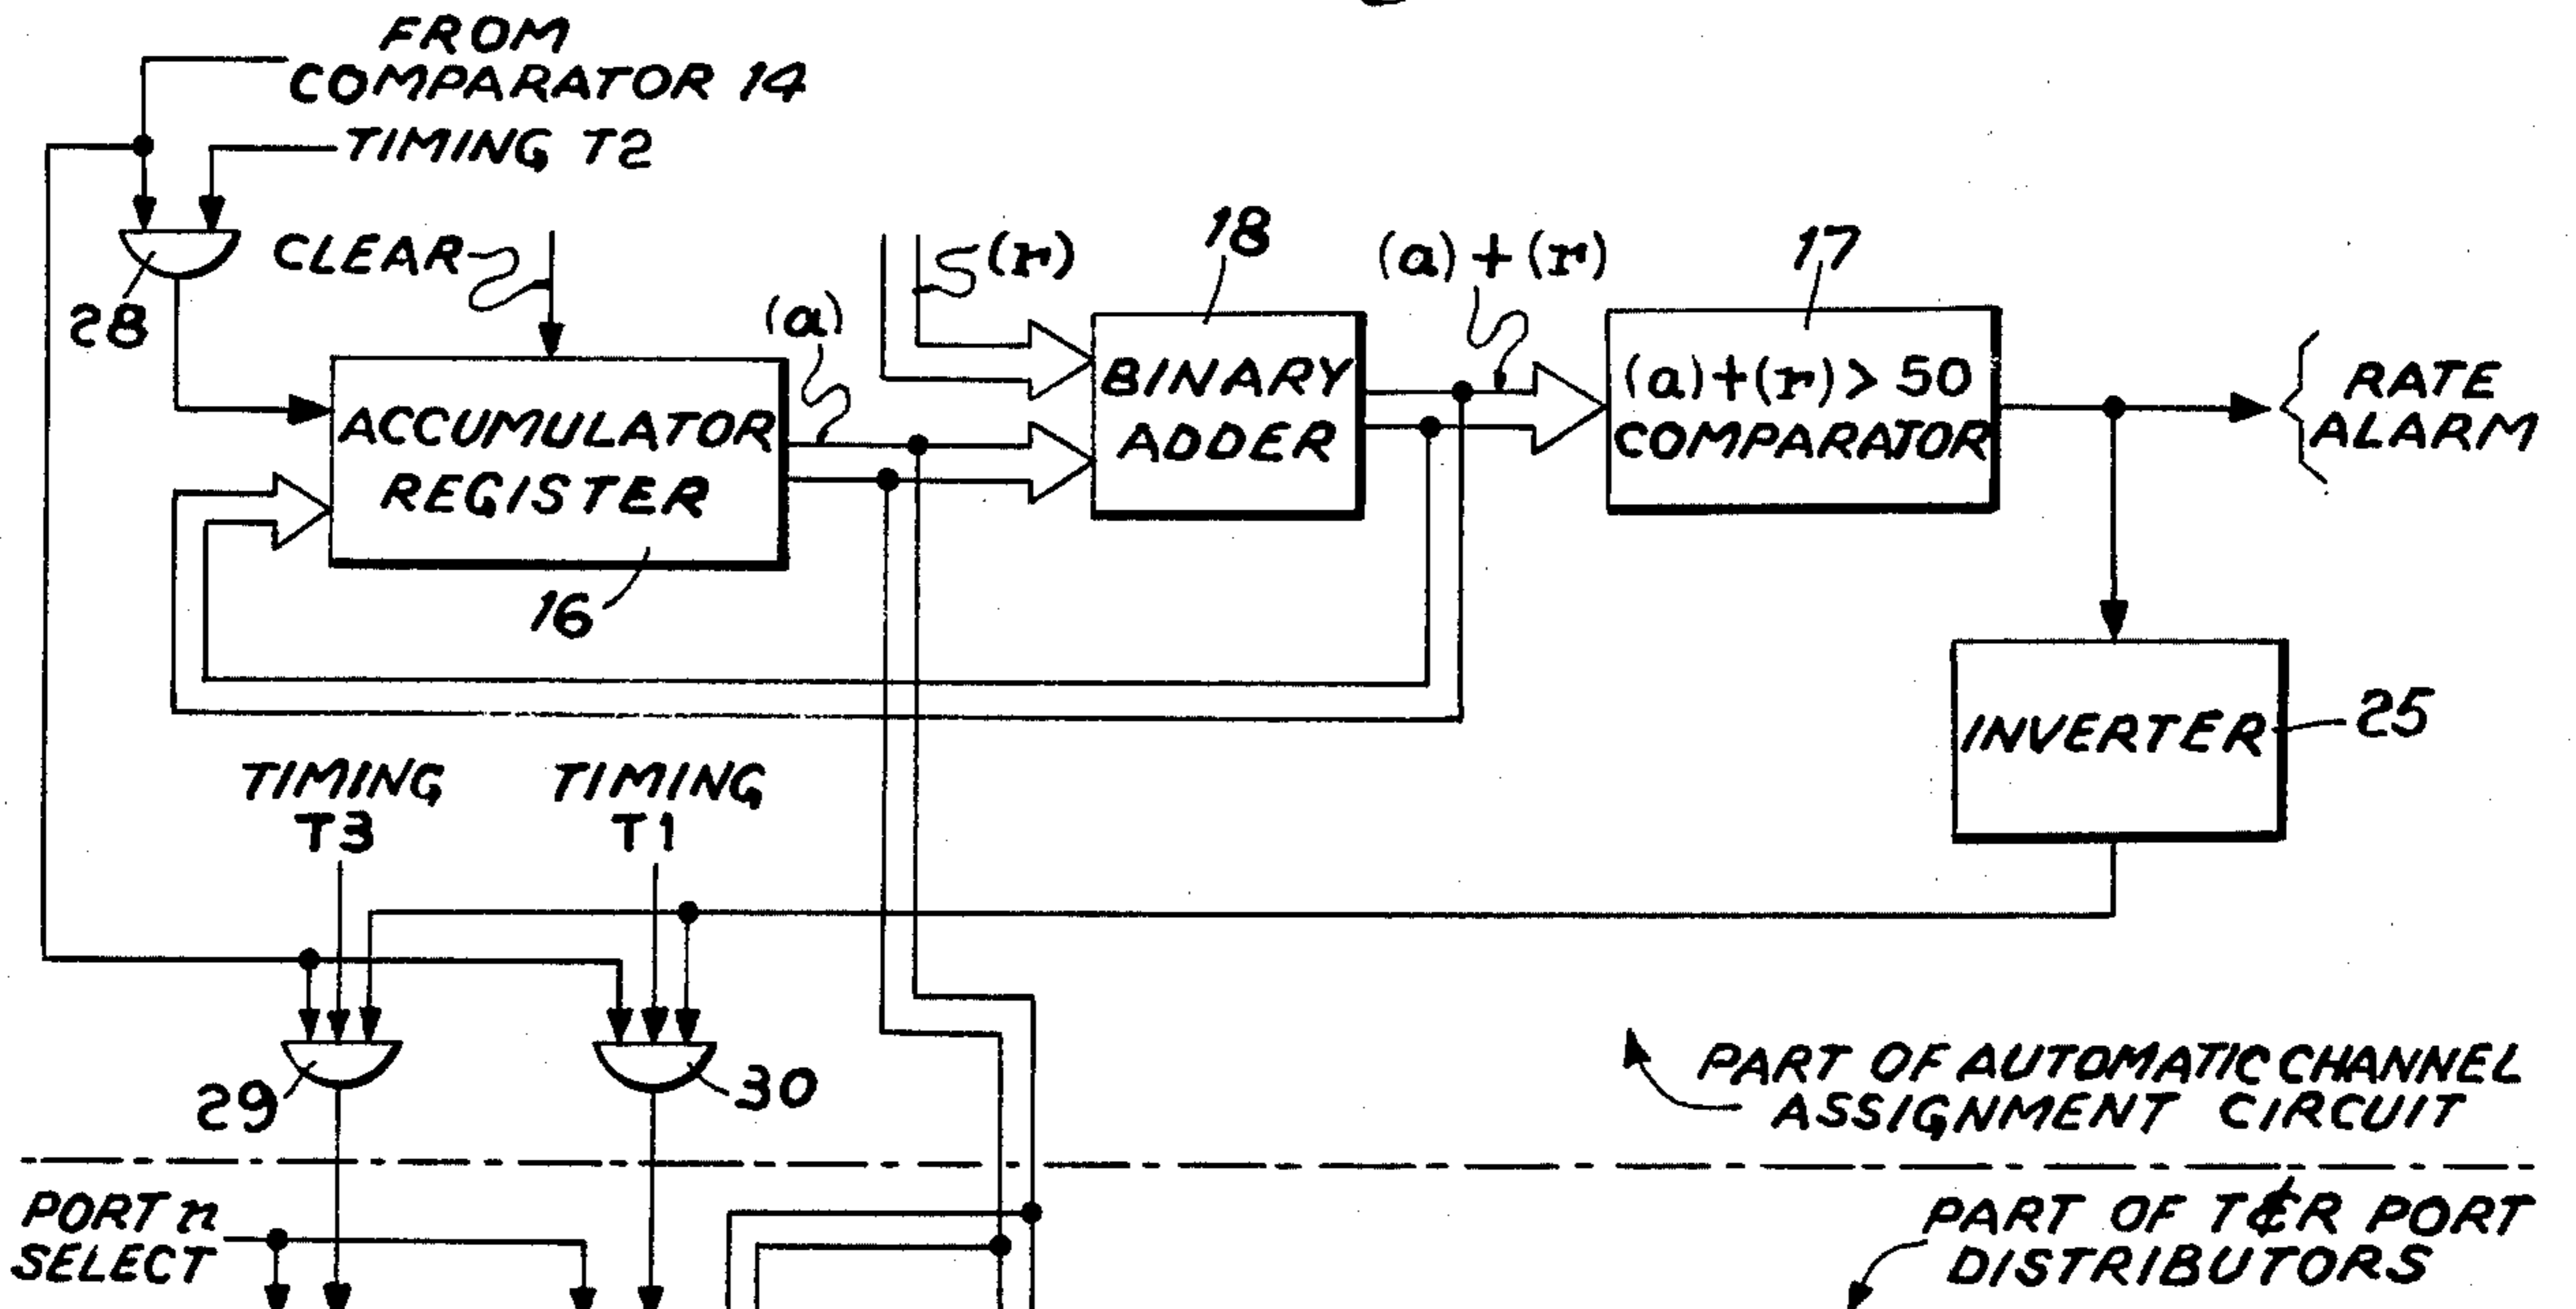 FROM
COMPARATOR 14
TIMING T2
CLEAR
28
(a)
(r)
18
(a)+(r)
17
ACCUMULATOR
REGISTER
16
BINARY
ADDER
(a)+(r)> 50
COMPARATOR
RATE
ALARM
INVERTER
25
TIMING
T3
TIMING
T1
29
30
PART OF AUTOMATIC CHANNEL
ASSIGNMENT CIRCUIT
PORT n
SELECT
PART OF T&R PORT
DISTRIBUTORS